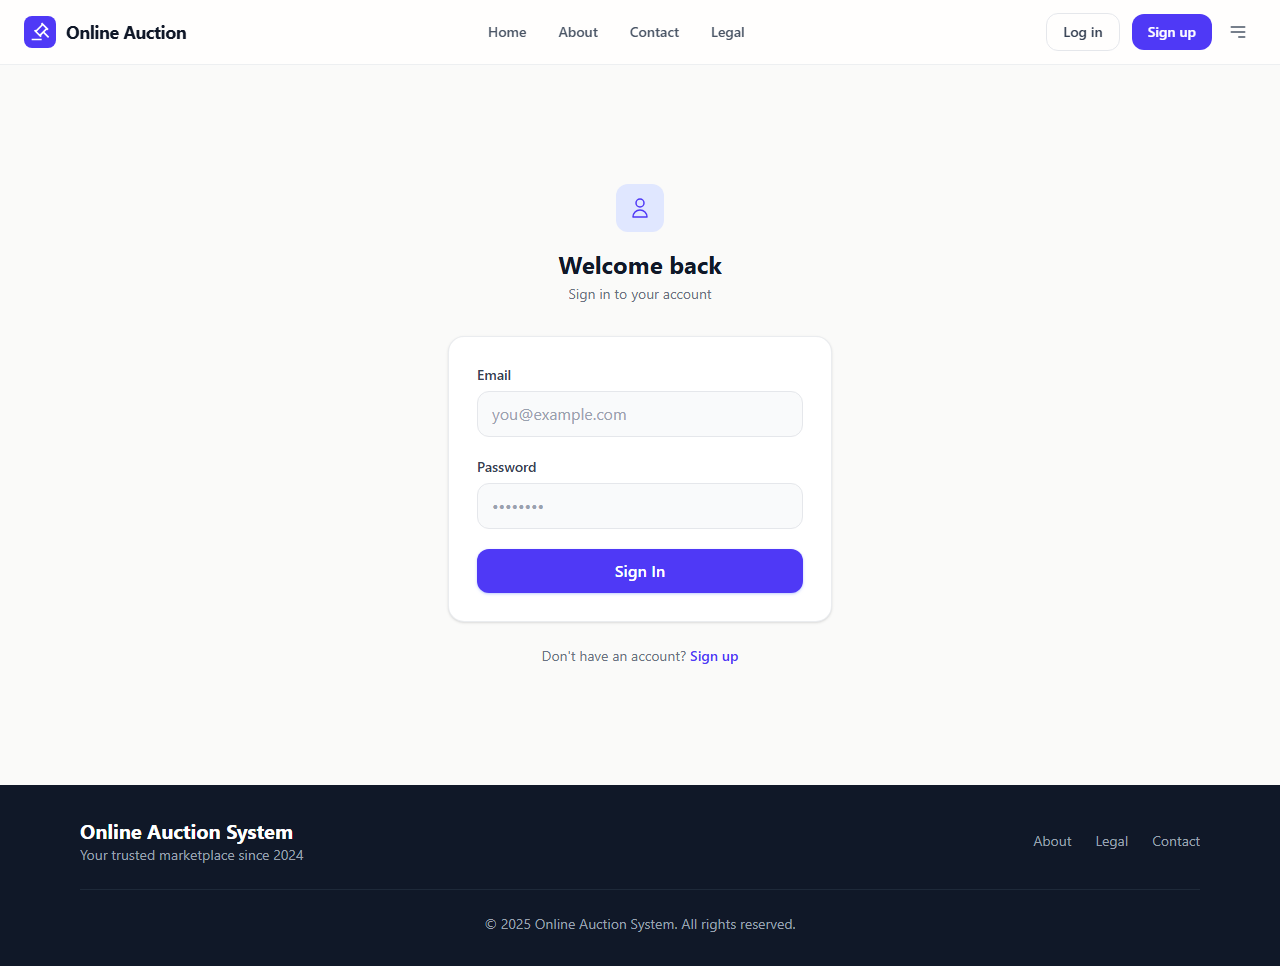 Online Auction
Home About Contact Legal
Log in Sign up
Welcome back
Sign in to your account
Email
you@example.com
Password
••••••••
Sign In
Don't have an account? Sign up
Online Auction System
Your trusted marketplace since 2024
About Legal Contact
© 2025 Online Auction System. All rights reserved.